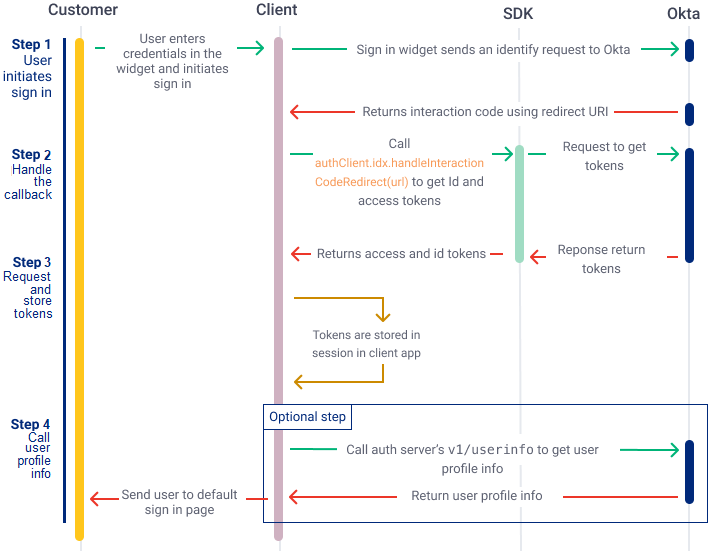 Customer
Client
SDK
Okta
Step 1
User
initiates
sign in
User enters
credentials in the
widget and initiates
sign in
Sign in widget sends an identify request to Okta
Returns interaction code using redirect URI
Step 2
Handle
the
callback
Call
authClient.idx.handleInteraction
CodeRedirect(url) to get Id and
access tokens
Request to get
tokens
Returns access and id tokens
Reponse return
tokens
Step 3
Request
and
store
tokens
Tokens are stored in
session in client app
Optional step
Step 4
Call
user
profile
info
Call auth server's v1/userinfo to get user
profile info
Send user to default
sign in page
Return user profile info